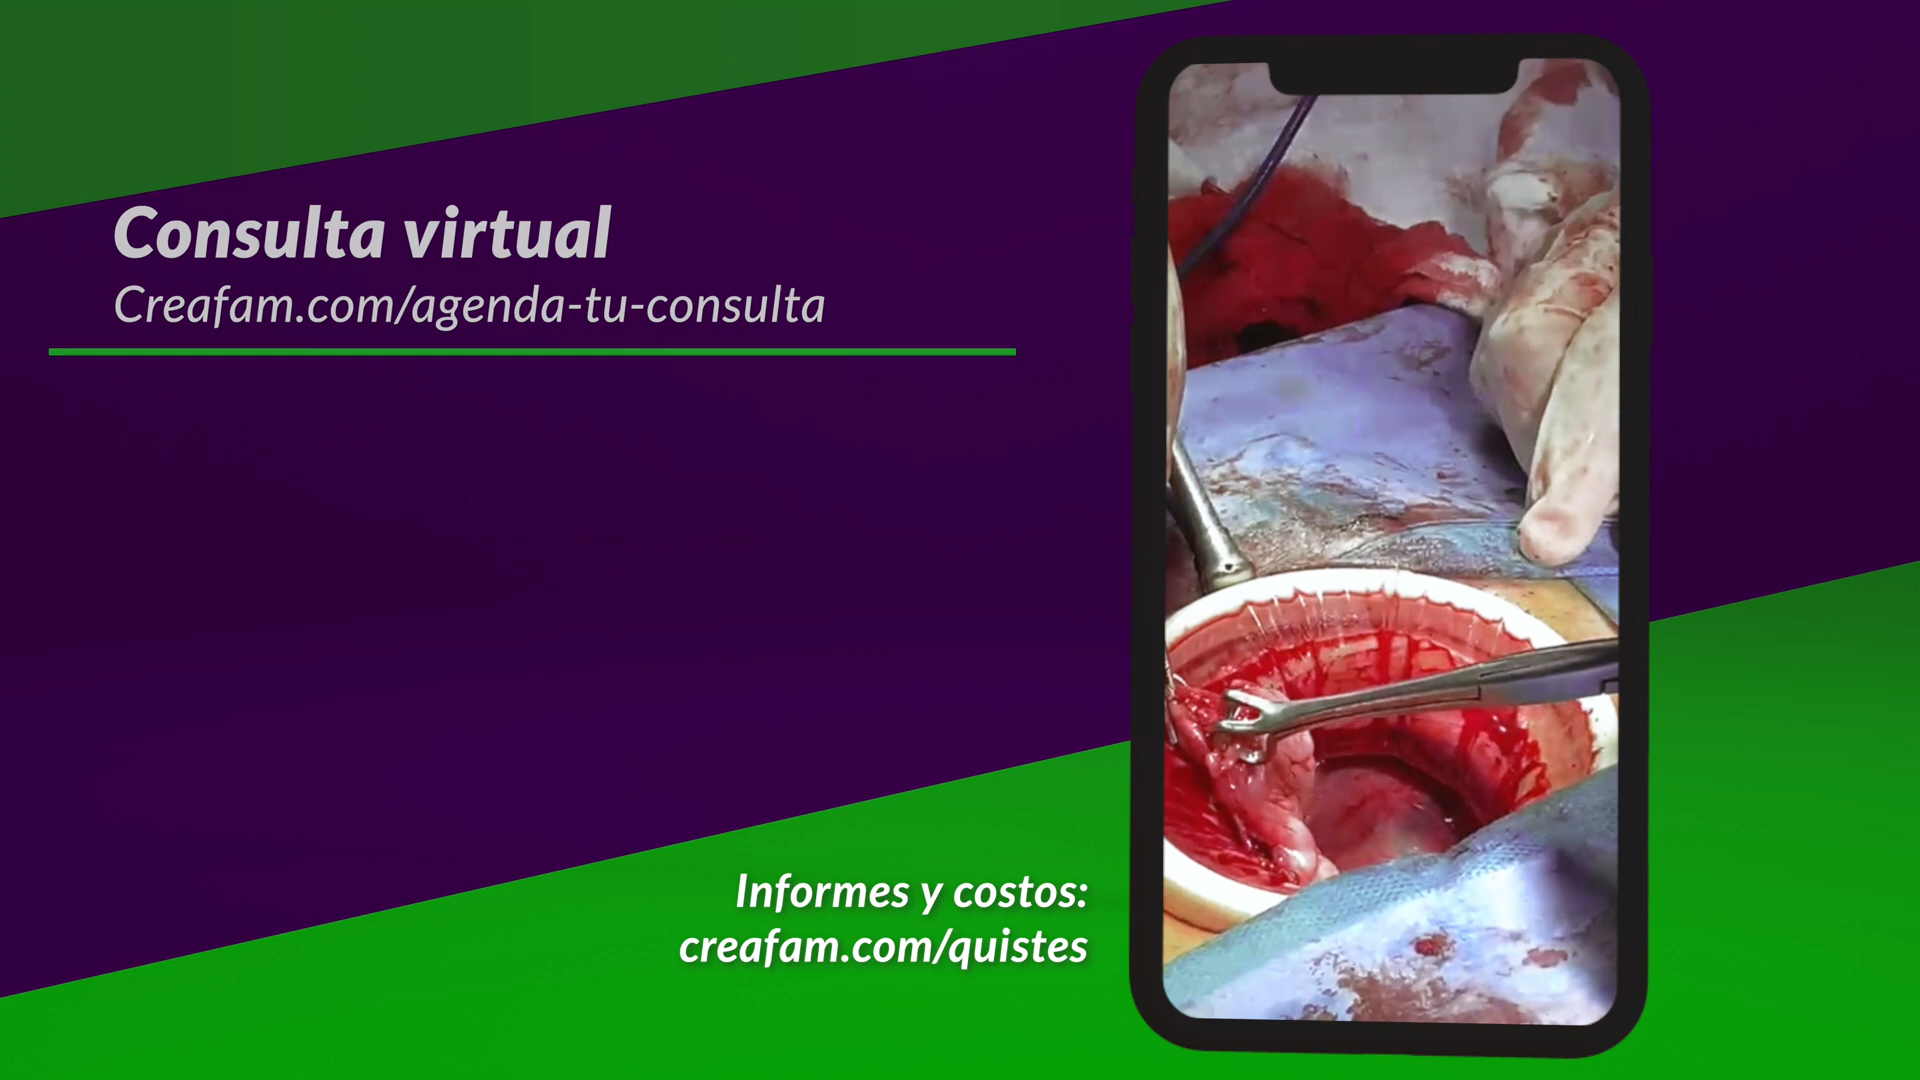 Consulta virtual
Creafam.com/agenda-tu-consulta
Informes y costos:
creafam.com/quistes